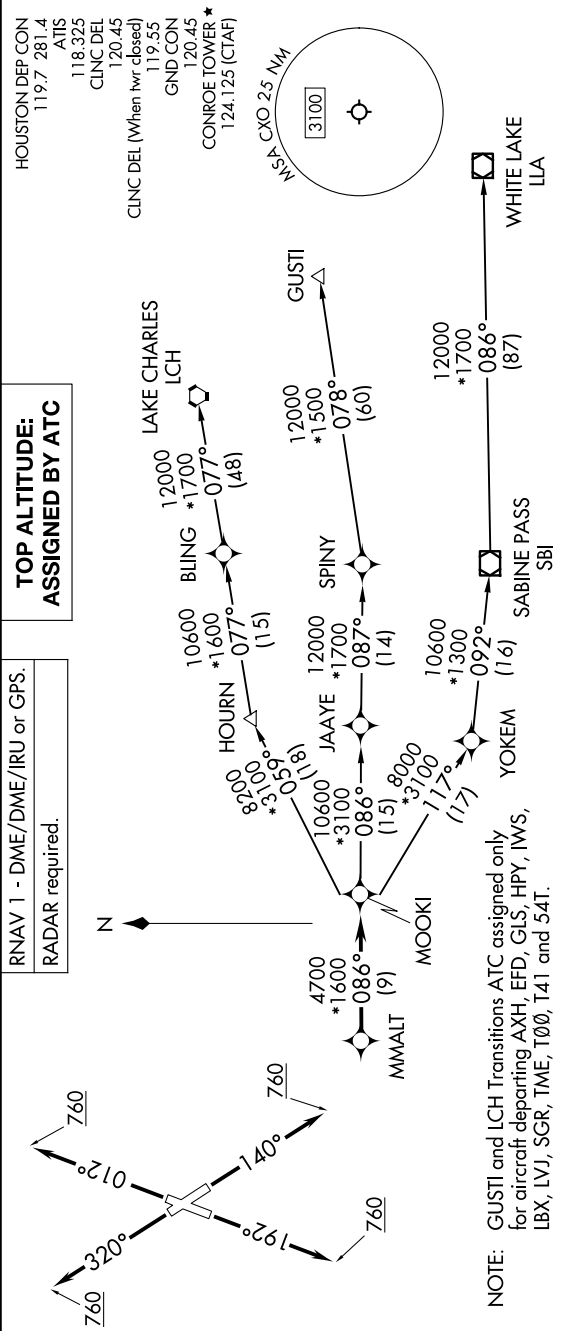 RNAV 1 - DME/DME/IRU or GPS.
RADAR required.
TOP ALTITUDE:
ASSIGNED BY ATC
HOUSTON DEP CON
119.7 281.4
ATIS
118.325
CLNC DEL
120.45
CLNC DEL (When twr closed)
119.55
GND CON
120.45
CONROE TOWER ★
124.125 (CTAF)
MSA CXO 25 NM
3100
N
760
012°
760
320°
140°
760
192°
760
MMALT
4700
*1600
086°
(9)
MOOKI
8200
*3100
059°
(18)
HOURN
10600
*1600
077°
(15)
BLING
12000
*1700
077°
(48)
LAKE CHARLES
LCH
10600
*3100
086°
(15)
JAAYE
12000
*1700
087°
(14)
SPINY
12000
*1500
078°
(60)
GUSTI
8000
*3100
117°
(17)
YOKEM
10600
*1300
092°
(16)
SABINE PASS
SBI
12000
*1700
086°
(87)
WHITE LAKE
LLA
NOTE: GUSTI and LCH Transitions ATC assigned only
for aircraft departing AXH, EFD, GLS, HPY, IWS,
LBX, LVJ, SGR, TME, TØØ, T41 and 54T.